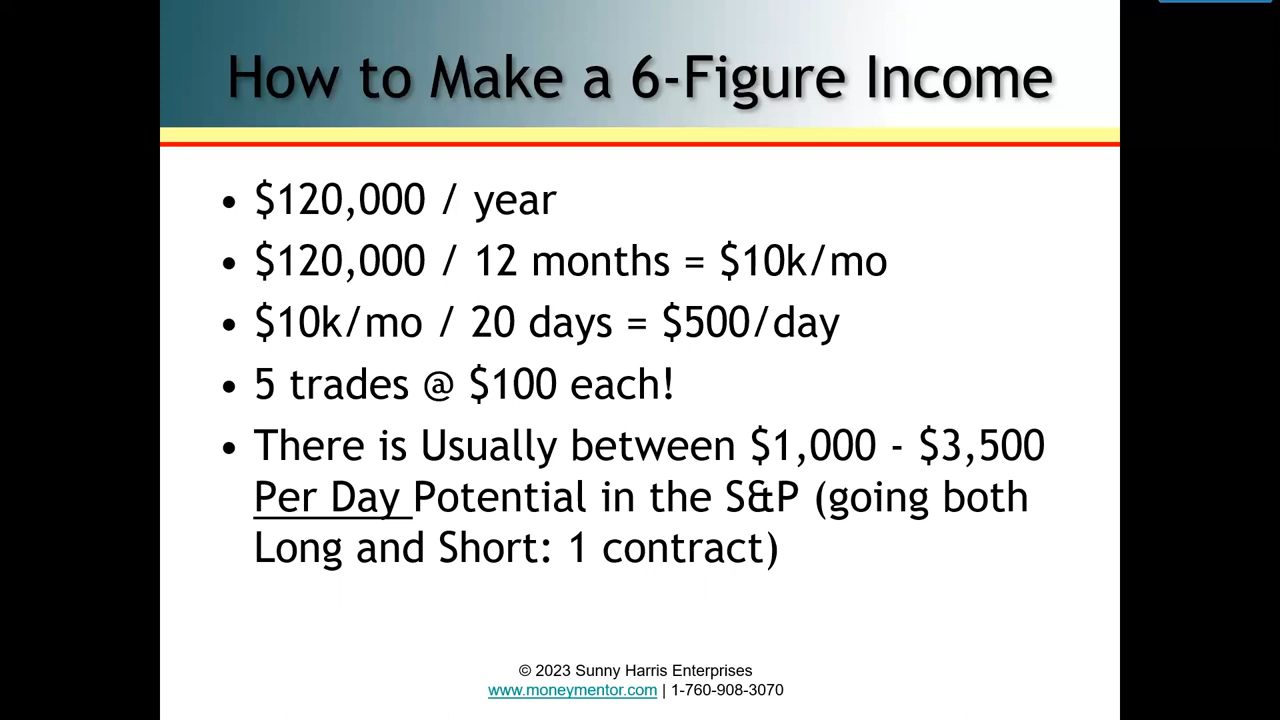 How to Make a 6-Figure Income
• $120,000 / year
• $120,000 / 12 months = $10k/mo
• $10k/mo / 20 days = $500/day
• 5 trades @ $100 each!
• There is Usually between $1,000 - $3,500
Per Day Potential in the S&P (going both
Long and Short: 1 contract)
© 2023 Sunny Harris Enterprises
www.moneymentor.com | 1-760-908-3070